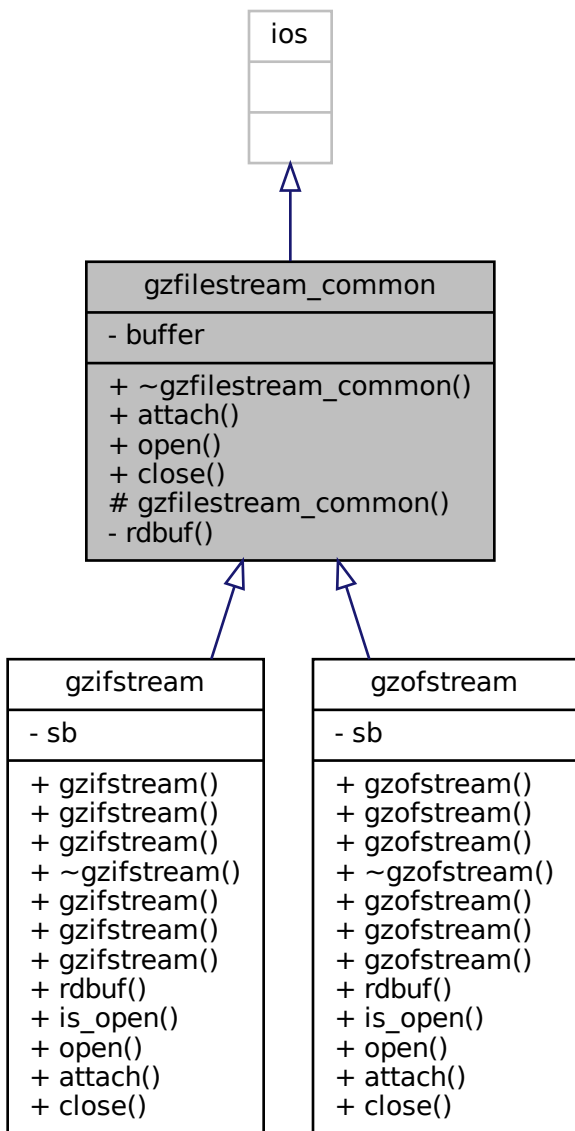 ios
gzfilestream_common
- buffer
+ ~gzfilestream_common()
+ attach()
+ open()
+ close()
# gzfilestream_common()
- rdbuf()
gzifstream
- sb
+ gzifstream()
+ gzifstream()
+ gzifstream()
+ ~gzifstream()
+ gzifstream()
+ gzifstream()
+ gzifstream()
+ rdbuf()
+ is_open()
+ open()
+ attach()
+ close()
gzofstream
- sb
+ gzofstream()
+ gzofstream()
+ gzofstream()
+ ~gzofstream()
+ gzofstream()
+ gzofstream()
+ gzofstream()
+ rdbuf()
+ is_open()
+ open()
+ attach()
+ close()